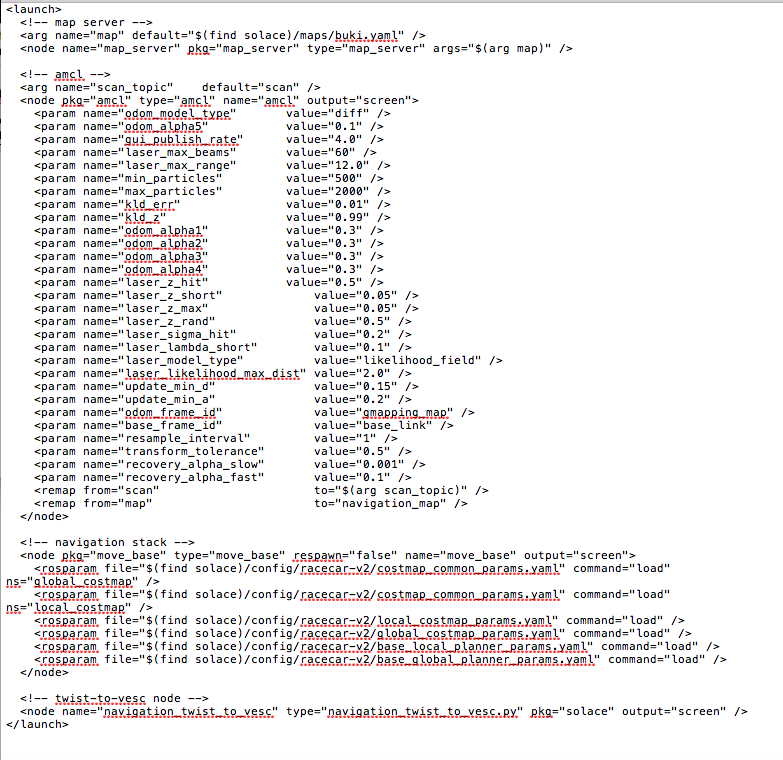 <launch>
  <!-- map server -->
  <arg name="map" default="$(find solace)/maps/buki.yaml" />
  <node name="map_server" pkg="map_server" type="map_server" args="$(arg map)" />

  <!-- amcl -->
  <arg name="scan_topic"    default="scan" />
  <node pkg="amcl" type="amcl" name="amcl" output="screen">
    <param name="odom_model_type"       value="diff" />
    <param name="odom_alpha5"           value="0.1" />
    <param name="gui_publish_rate"      value="4.0" />
    <param name="laser_max_beams"       value="60" />
    <param name="laser_max_range"       value="12.0" />
    <param name="min_particles"         value="500" />
    <param name="max_particles"         value="2000" />
    <param name="kld_err"               value="0.01" />
    <param name="kld_z"                 value="0.99" />
    <param name="odom_alpha1"           value="0.3" />
    <param name="odom_alpha2"           value="0.3" />
    <param name="odom_alpha3"           value="0.3" />
    <param name="odom_alpha4"           value="0.3" />
    <param name="laser_z_hit"           value="0.5" />
    <param name="laser_z_short"             value="0.05" />
    <param name="laser_z_max"               value="0.05" />
    <param name="laser_z_rand"              value="0.5" />
    <param name="laser_sigma_hit"           value="0.2" />
    <param name="laser_lambda_short"        value="0.1" />
    <param name="laser_model_type"          value="likelihood_field" />
    <param name="laser_likelihood_max_dist" value="2.0" />
    <param name="update_min_d"              value="0.15" />
    <param name="update_min_a"              value="0.2" />
    <param name="odom_frame_id"             value="gmapping_map" />
    <param name="base_frame_id"             value="base_link" />
    <param name="resample_interval"         value="1" />
    <param name="transform_tolerance"       value="0.5" />
    <param name="recovery_alpha_slow"       value="0.001" />
    <param name="recovery_alpha_fast"       value="0.1" />
    <remap from="scan"                      to="$(arg scan_topic)" />
    <remap from="map"                       to="navigation_map" />
  </node>

  <!-- navigation stack -->
  <node pkg="move_base" type="move_base" respawn="false" name="move_base" output="screen">
    <rosparam file="$(find solace)/config/racecar-v2/costmap_common_params.yaml" command="load"
ns="global_costmap" />
    <rosparam file="$(find solace)/config/racecar-v2/costmap_common_params.yaml" command="load"
ns="local_costmap" />
    <rosparam file="$(find solace)/config/racecar-v2/local_costmap_params.yaml" command="load" />
    <rosparam file="$(find solace)/config/racecar-v2/global_costmap_params.yaml" command="load" />
    <rosparam file="$(find solace)/config/racecar-v2/base_local_planner_params.yaml" command="load" />
    <rosparam file="$(find solace)/config/racecar-v2/base_global_planner_params.yaml" command="load" />
  </node>

  <!-- twist-to-vesc node -->
  <node name="navigation_twist_to_vesc" type="navigation_twist_to_vesc.py" pkg="solace" output="screen" />
</launch>